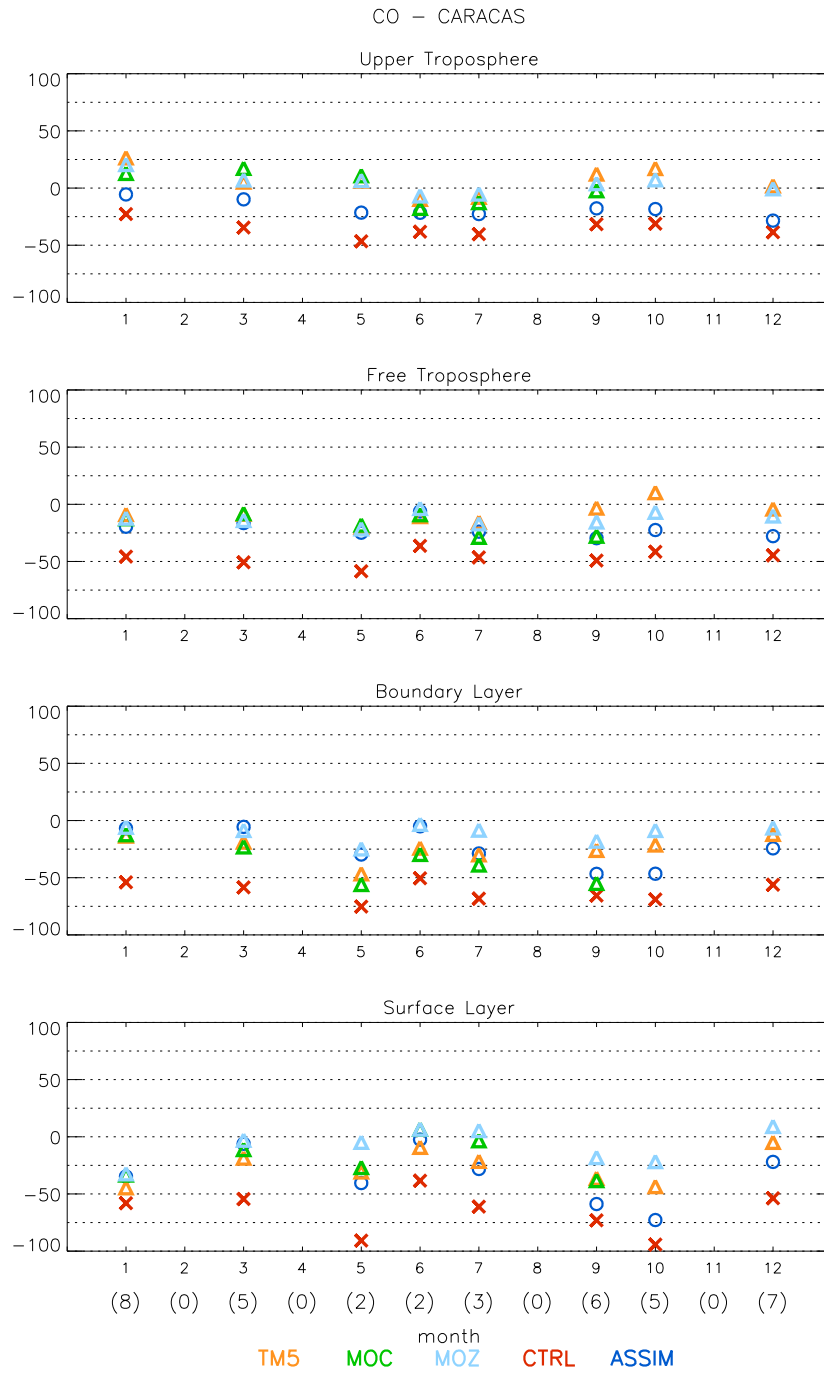 CO − CARACAS
Upper Troposphere
100
50
0
−50
−100
1 2 3 4 5 6 7 8 9 10 11 12
Free Troposphere
100
50
0
−50
−100
1 2 3 4 5 6 7 8 9 10 11 12
Boundary Layer
100
50
0
−50
−100
1 2 3 4 5 6 7 8 9 10 11 12
Surface Layer
100
50
0
−50
−100
1 2 3 4 5 6 7 8 9 10 11 12
(8) (0) (5) (0) (2) (2) (3) (0) (6) (5) (0) (7)
month
TM5 MOC MOZ CTRL ASSIM